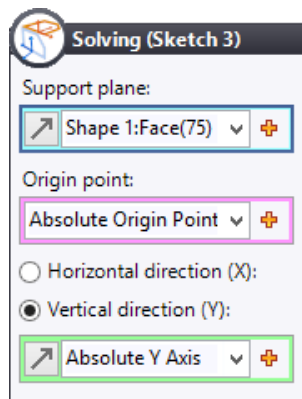 Solving (Sketch 3)
Support plane:
Shape 1:Face(75)
Origin point:
Absolute Origin Point
Horizontal direction (X):
Vertical direction (Y):
Absolute Y Axis